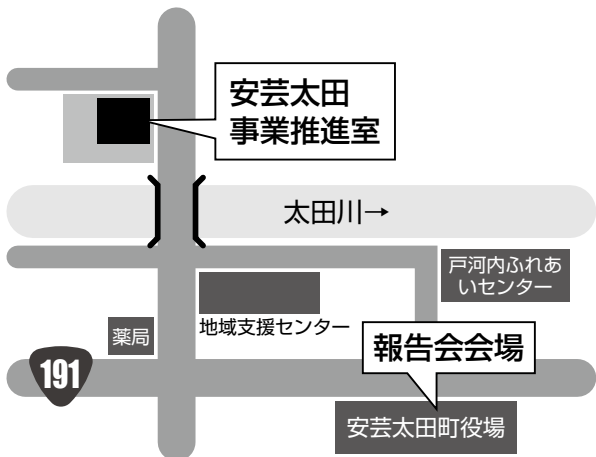 安芸太田
事業推進室
太田川→
戸河内ふれあ
いセンター
地域支援センター
薬局
報告会会場
191
安芸太田町役場